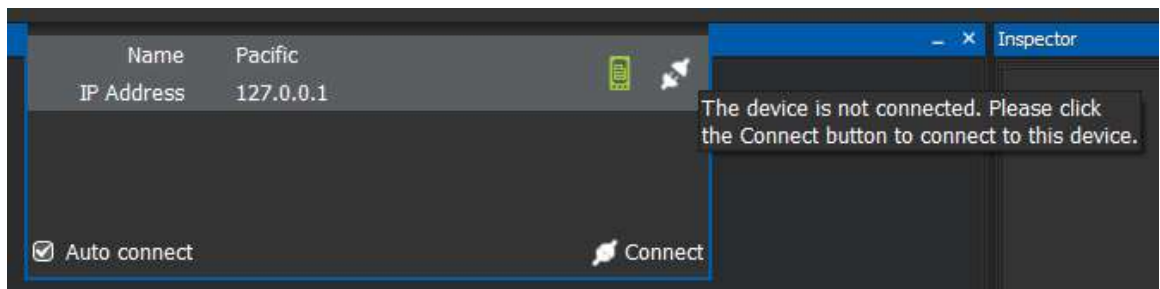 Inspector
Name Pacific
IP Address 127.0.0.1
The device is not connected. Please click
the Connect button to connect to this device.
Auto connect
Connect